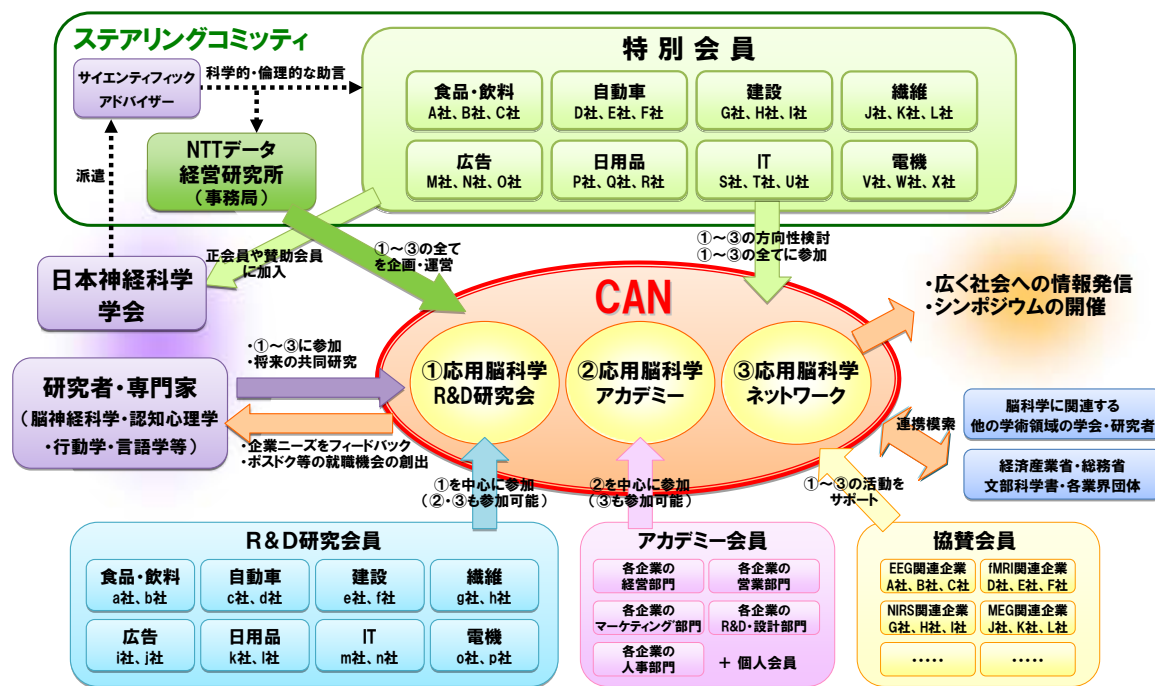 ステアリングコミッティ
サイエンティフィック
アドバイザー
科学的・倫理的な助言
NTTデータ
経営研究所
（事務局）
派遣
特別会員
食品・飲料
A社、B社、C社
自動車
D社、E社、F社
建設
G社、H社、I社
繊維
J社、K社、L社
広告
M社、N社、O社
日用品
P社、Q社、R社
IT
S社、T社、U社
電機
V社、W社、X社
正会員や賛助会員
に加入
①～③の全て
を企画・運営
①～③の方向性検討
①～③の全てに参加
日本神経科学
学会
CAN
・広く社会への情報発信
・シンポジウムの開催
・①～③に参加
・将来の共同研究
①応用脳科学
R&D研究会
②応用脳科学
アカデミー
③応用脳科学
ネットワーク
研究者・専門家
（脳神経科学・認知心理学
・行動学・言語学等）
・企業ニーズをフィードバック
・ポスドク等の就職機会の創出
連携模索
脳科学に関連する
他の学術領域の学会・研究者
経済産業省・総務省
文部科学書・各業界団体
①を中心に参加
（②・③も参加可能）
②を中心に参加
（③も参加可能）
①～③の活動を
サポート
R&D研究会員
食品・飲料
a社、b社
自動車
c社、d社
建設
e社、f社
繊維
g社、h社
広告
i社、j社
日用品
k社、l社
IT
m社、n社
電機
o社、p社
アカデミー会員
各企業の
経営部門
各企業の
営業部門
各企業の
マーケティング部門
各企業の
R&D・設計部門
各企業の
人事部門
＋ 個人会員
協賛会員
EEG関連企業
A社、B社、C社
fMRI関連企業
D社、E社、F社
NIRS関連企業
G社、H社、I社
MEG関連企業
J社、K社、L社
・・・・・
・・・・・